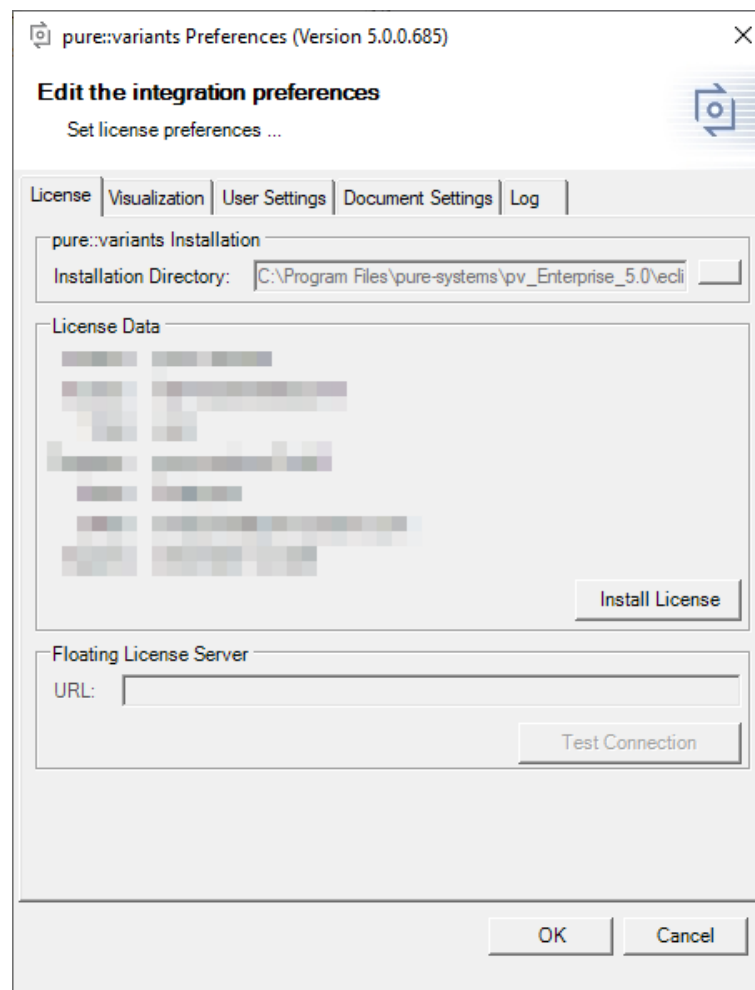 pure::variants Preferences (Version 5.0.0.685)
Edit the integration preferences
Set license preferences ...
License Visualization User Settings Document Settings Log
pure::variants Installation
Installation Directory: C:\Program Files\pure-systems\pv_Enterprise_5.0\ecli
License Data
Install License
Floating License Server
URL:
Test Connection
OK Cancel